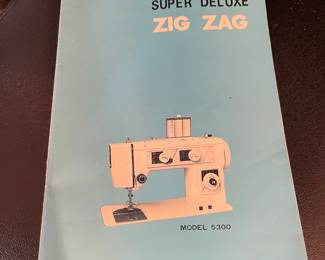 SUPER DELUXE
ZIG ZAG
MODEL 5300